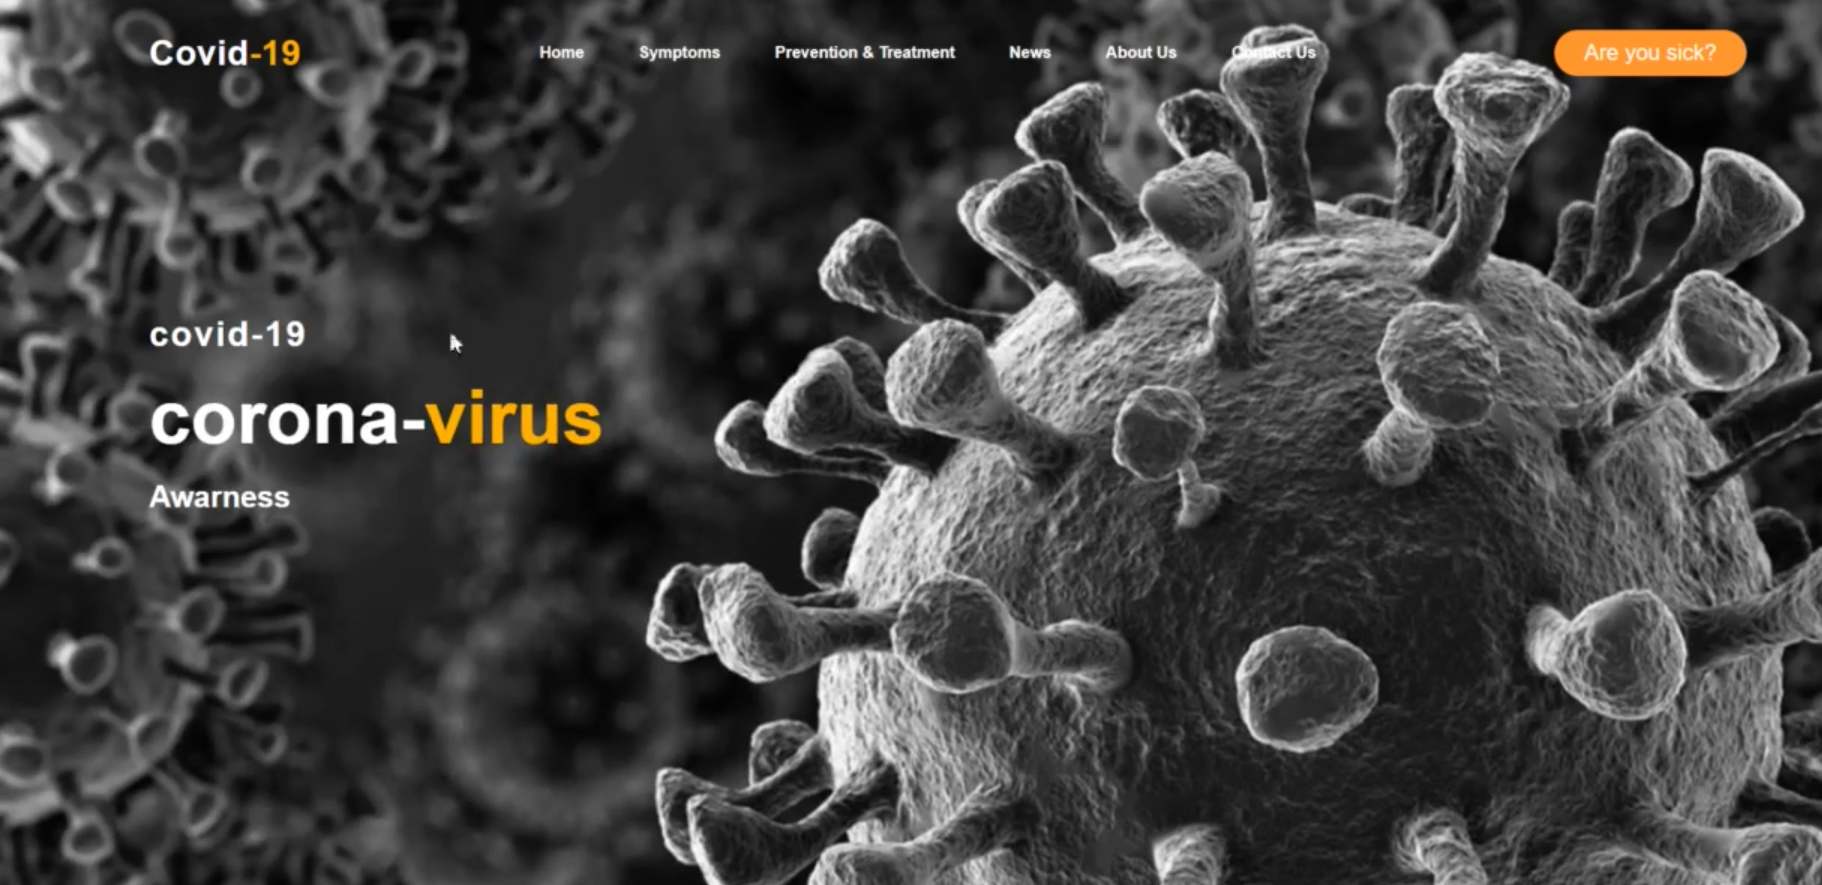 Covid-19 Home Symptoms Prevention & Treatment News About Us Contact Us Are you sick?
covid-19
corona-virus
Awarness